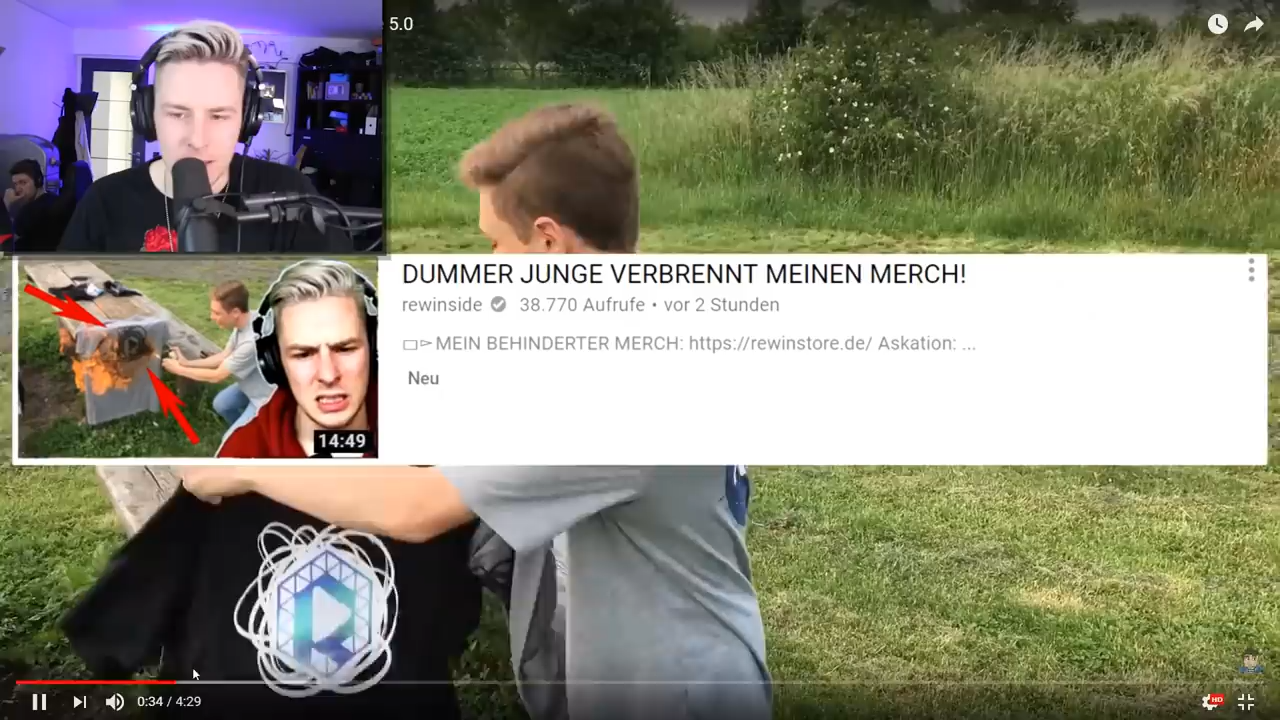 5.0
DUMMER JUNGE VERBRENNT MEINEN MERCH!
rewinside 38.770 Aufrufe • vor 2 Stunden
MEIN BEHINDERTER MERCH: https://rewinstore.de/ Askation: ...
Neu
14:49
R
0:34 / 4:29
HD